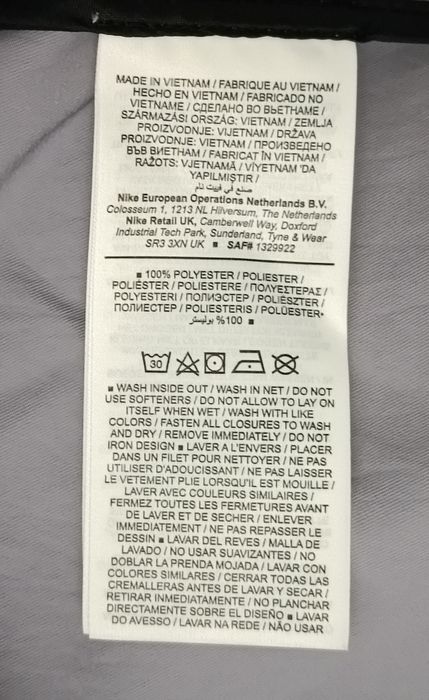 MADE IN VIETNAM / FABRIQUE AU VIETNAM /
HECHO EN VIETNAM / FABRICADO NO
VIETNAME / СДЕЛАНО ВО ВЬЕТНАМЕ /
SZÁRMAZÁSI ORSZÁG: VIETNAM / ZEMLJA
PROIZVODNJE: VIJETNAM / DRŽAVA
PROIZVODNJE: VIETNAM / ПРОИЗВЕДЕНО
ВЪВ ВИЕТНАМ / FABRICAT ÎN VIETNAM /
RAŽOTS: VJETNAMĀ / VİYETNAM 'DA
YAPILMIŞTIR /
صنع في فييت نام
Nike European Operations Netherlands B.V.
Colosseum 1, 1213 NL Hilversum, The Netherlands
Nike Retail UK, Camberwell Way, Doxford
Industrial Tech Park, Sunderland, Tyne & Wear
SR3 3XN UK ■ SAF# 1329922
■ 100% POLYESTER / POLIESTER /
POLIÉSTER / POLIESTERE / ΠΟΛΥΕΣΤΕΡΑΣ /
POLYESTERI / ПОЛИЭСТЕР / POLIÉSZTER /
ПОЛИЕСТЕР / POLIESTERIS / POLÜESTER
■ %100 بوليستر
30
■ WASH INSIDE OUT / WASH IN NET / DO NOT
USE SOFTENERS / DO NOT ALLOW TO LAY ON
ITSELF WHEN WET / WASH WITH LIKE
COLORS / FASTEN ALL CLOSURES TO WASH
AND DRY / REMOVE IMMEDIATELY / DO NOT
IRON DESIGN ■ LAVER A L'ENVERS / PLACER
DANS UN FILET POUR NETTOYER / NE PAS
UTILISER D'ADOUCISSANT / NE PAS LAISSER
LE VETEMENT PLIE LORSQU'IL EST MOUILLE /
LAVER AVEC COULEURS SIMILAIRES /
FERMEZ TOUTES LES FERMETURES AVANT
DE LAVER ET DE SECHER / ENLEVER
IMMEDIATEMENT / NE PAS REPASSER LE
DESSIN ■ LAVAR DEL REVES / MALLA DE
LAVADO / NO USAR SUAVIZANTES / NO
DOBLAR LA PRENDA MOJADA / LAVAR CON
COLORES SIMILARES / CERRAR TODAS LAS
CREMALLERAS ANTES DE LAVAR Y SECAR /
RETIRAR IMMEDIATAMENTE / NO PLANCHAR
DIRECTAMENTE SOBRE EL DISEÑO ■ LAVAR
DO AVESSO / LAVAR NA REDE / NÃO USAR